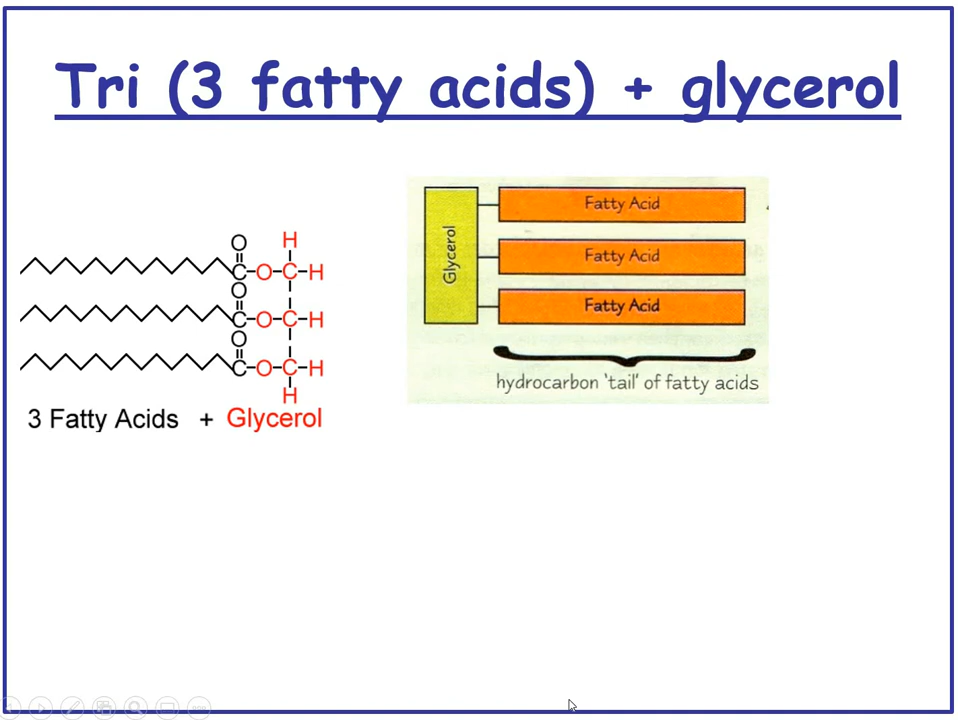 Tri (3 fatty acids) + glycerol
O H
C-O-C-H
O
C-O-C-H
O
C-O-C-H
H
3 Fatty Acids + Glycerol
Glycerol
Fatty Acid
Fatty Acid
Fatty Acid
hydrocarbon 'tail' of fatty acids